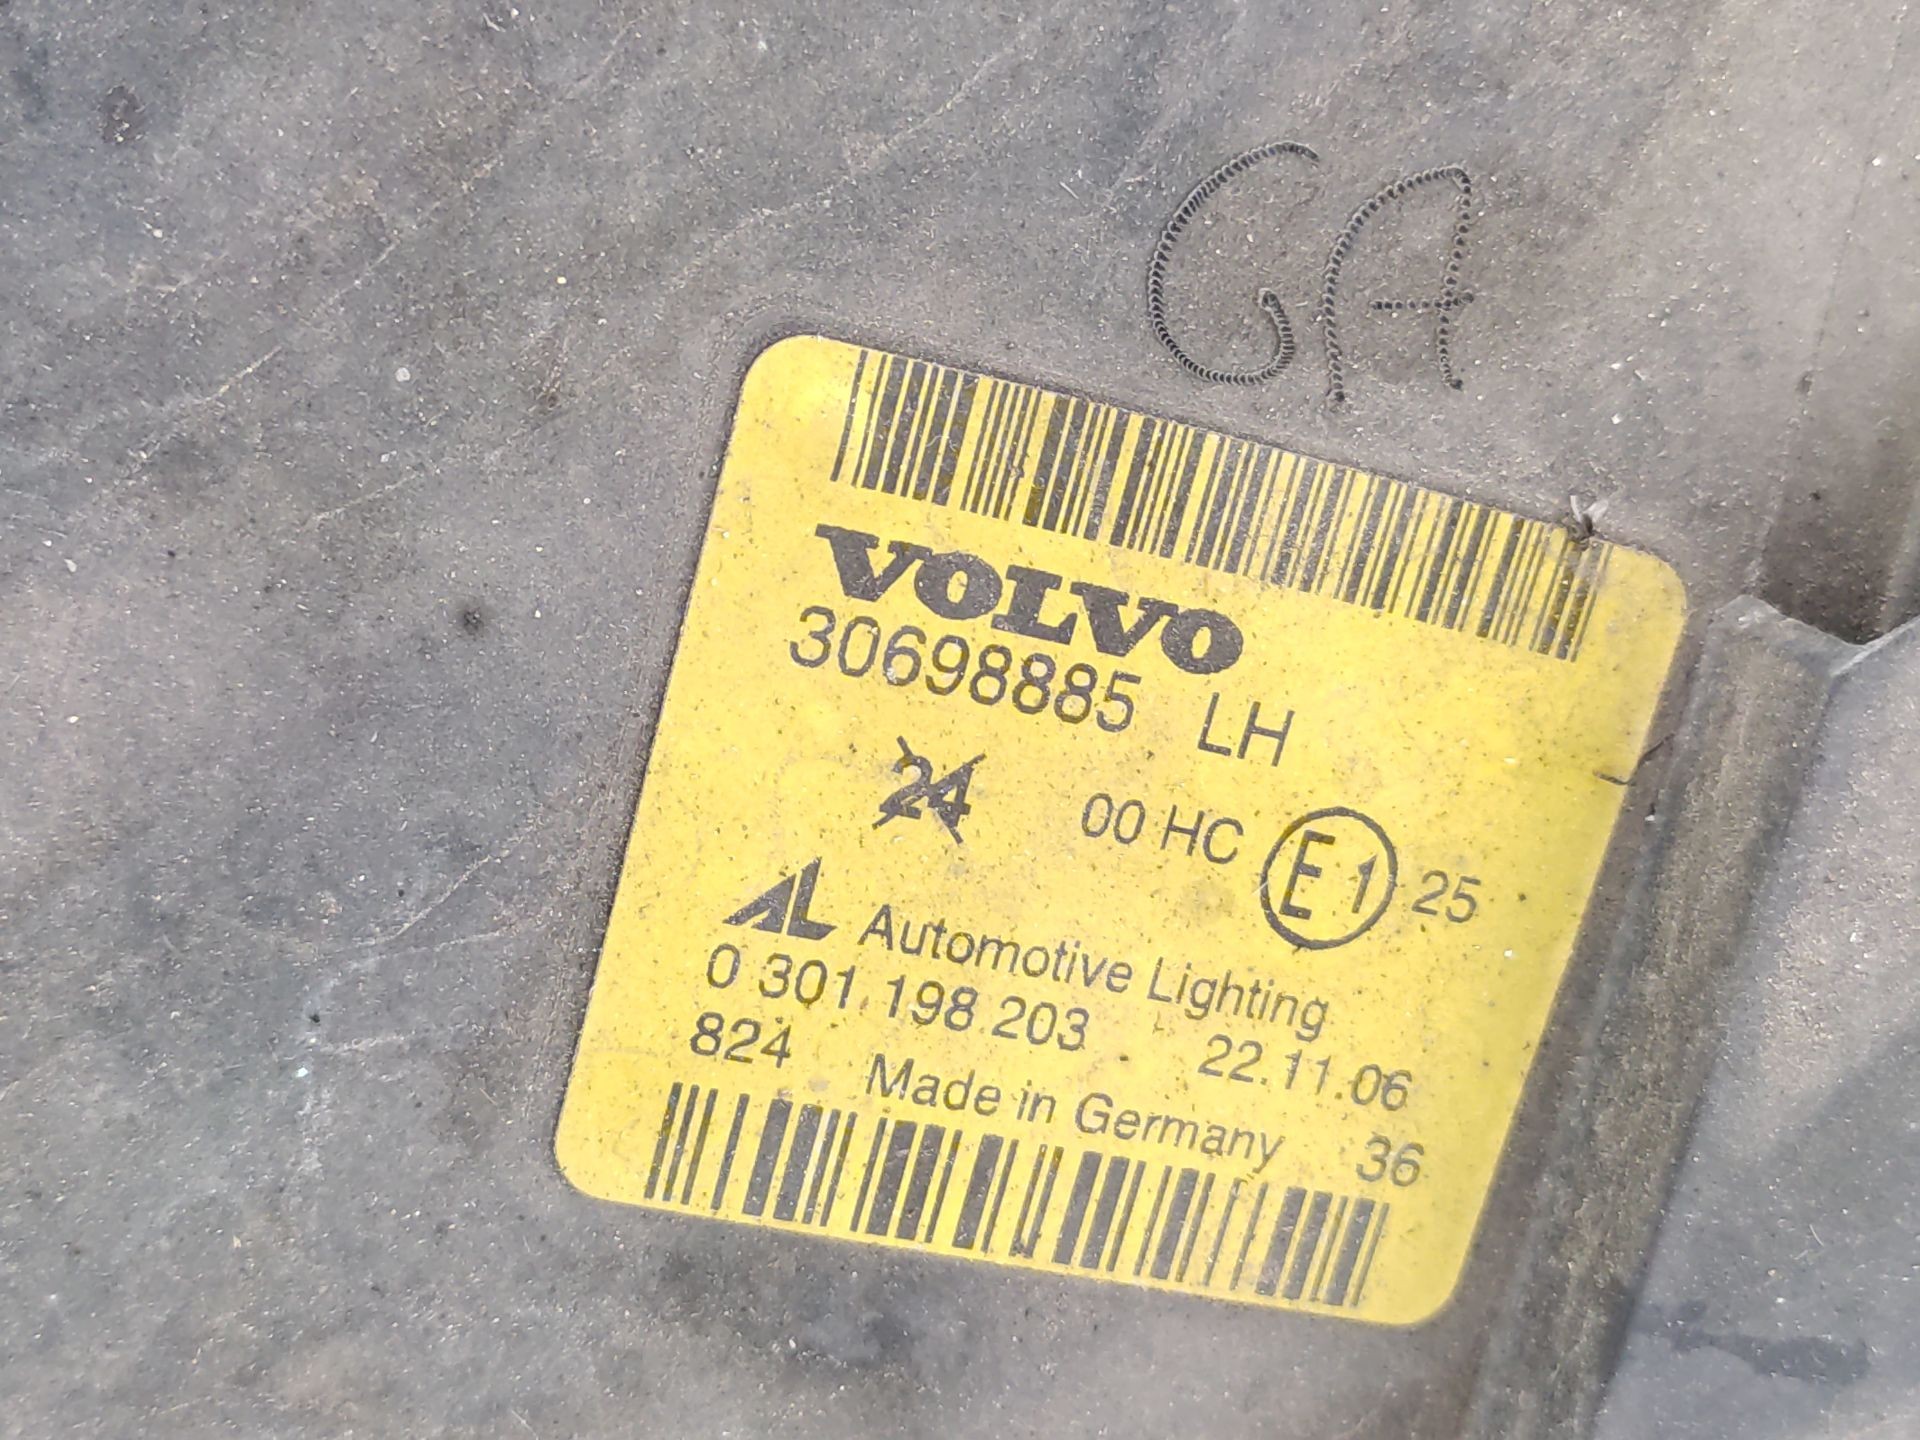 GA
VOLVO
30698885 LH
24 00 HC E1 25
AL Automotive Lighting
0 301 198 203 22.11.06
824 Made in Germany 36